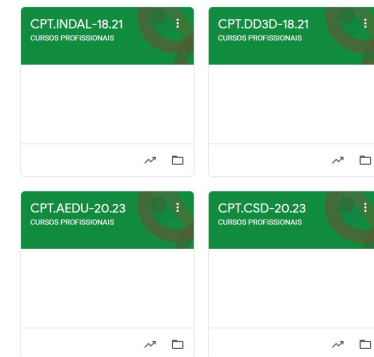 CPT.INDAL-18.21
CURSOS PROFISSIONAIS
CPT.DD3D-18.21
CURSOS PROFISSIONAIS
CPT.AEDU-20.23
CURSOS PROFISSIONAIS
CPT.CSD-20.23
CURSOS PROFISSIONAIS